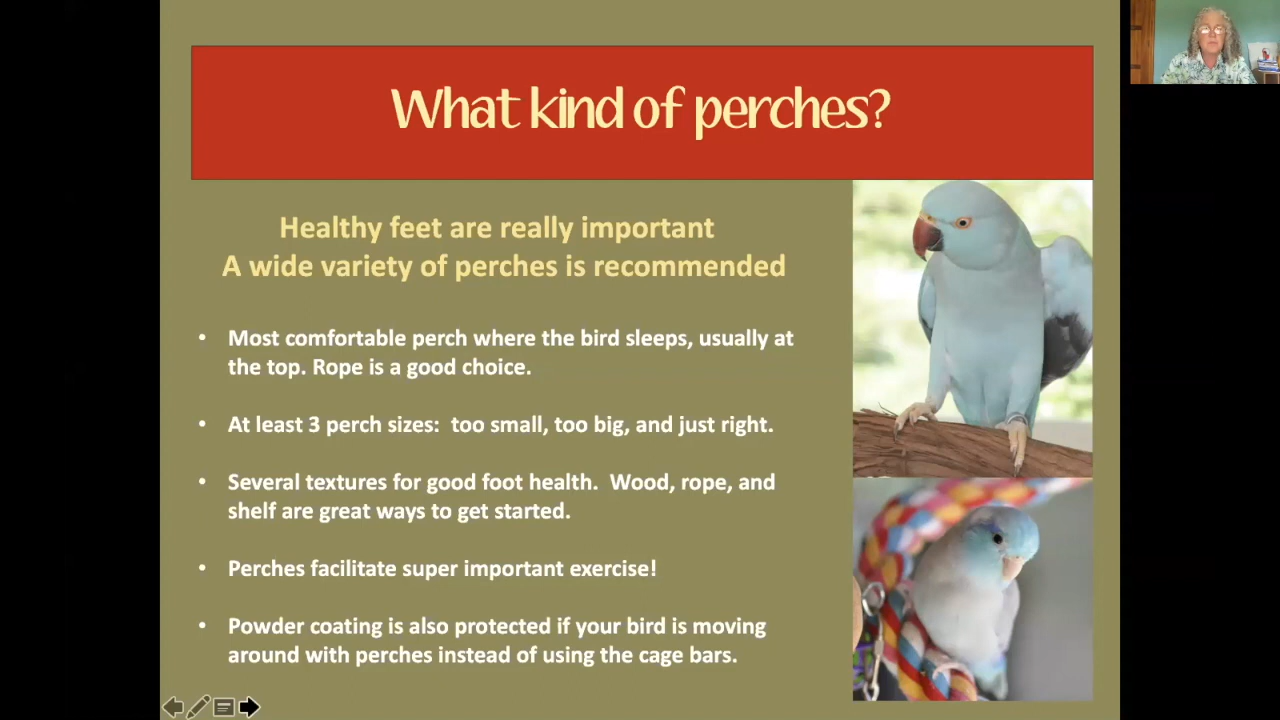 What kind of perches?
Healthy feet are really important
A wide variety of perches is recommended
• Most comfortable perch where the bird sleeps, usually at
the top. Rope is a good choice.
• At least 3 perch sizes:  too small, too big, and just right.
• Several textures for good foot health.  Wood, rope, and
shelf are great ways to get started.
• Perches facilitate super important exercise!
• Powder coating is also protected if your bird is moving
around with perches instead of using the cage bars.